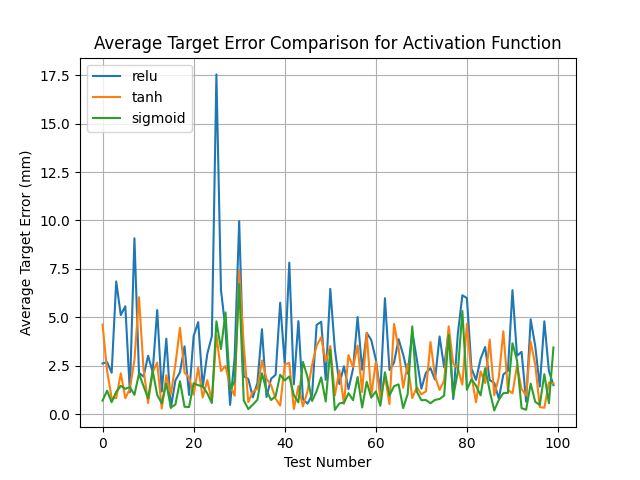 Average Target Error Comparison for Activation Function
relu
tanh
sigmoid
17.5
15.0
12.5
10.0
7.5
5.0
2.5
0.0
Average Target Error (mm)
0 20 40 60 80 100
Test Number